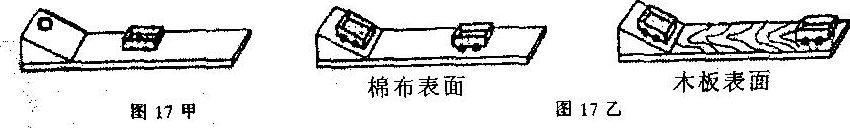 棉布表面
木板表面
图 17 甲
图 17 乙